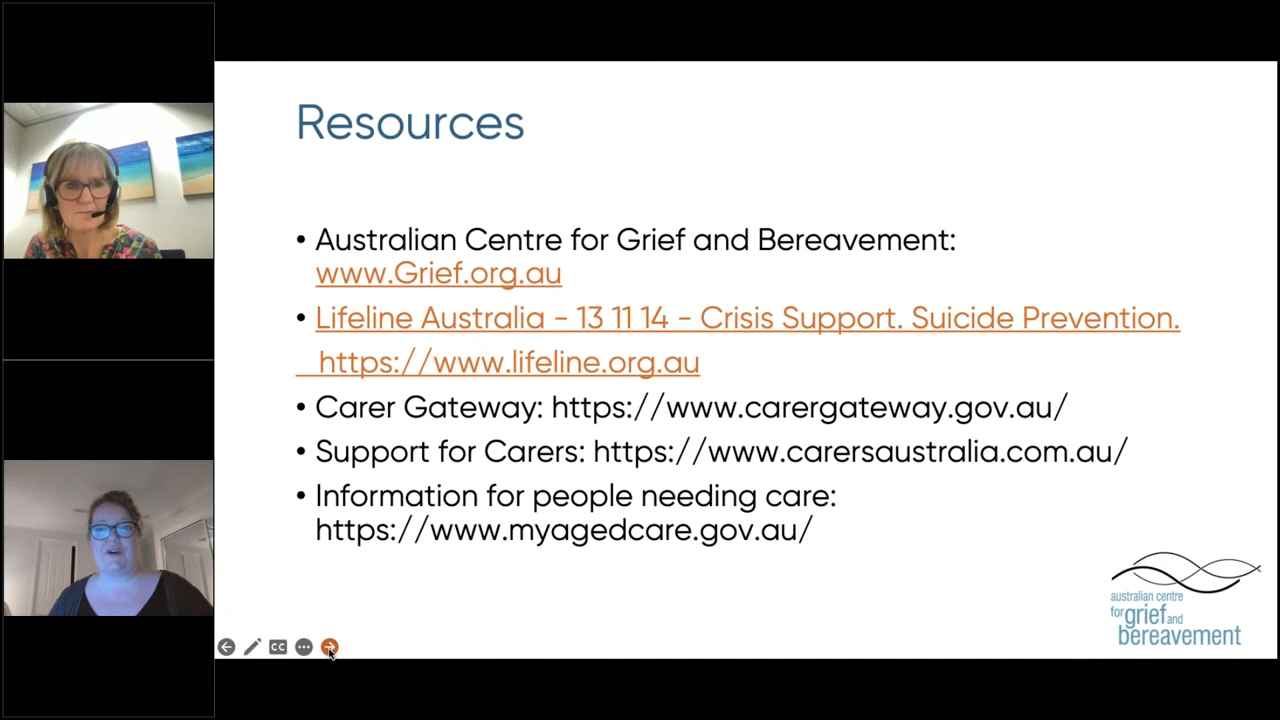 Resources
• Australian Centre for Grief and Bereavement:
www.Grief.org.au
• Lifeline Australia - 13 11 14 - Crisis Support. Suicide Prevention.
https://www.lifeline.org.au
• Carer Gateway: https://www.carergateway.gov.au/
• Support for Carers: https://www.carersaustralia.com.au/
• Information for people needing care:
https://www.myagedcare.gov.au/
australian centre
for grief and
bereavement
CC